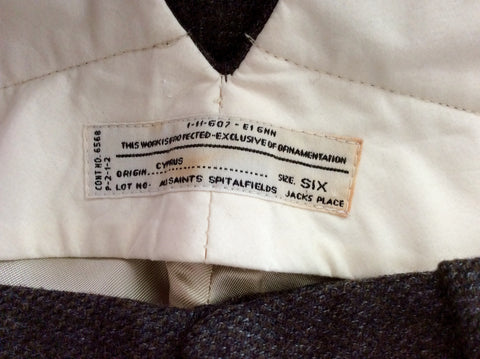 CONT NO. 6568
P-2-1-2
1-11-607 - E1 6NN
THIS WORK IS PROTECTED-EXCLUSIVE OF ORNAMENTATION
ORIGIN CYPRUS SIZE. SIX
LOT NO- AllSAINTS SPITALFIELDS JACKS PLACE